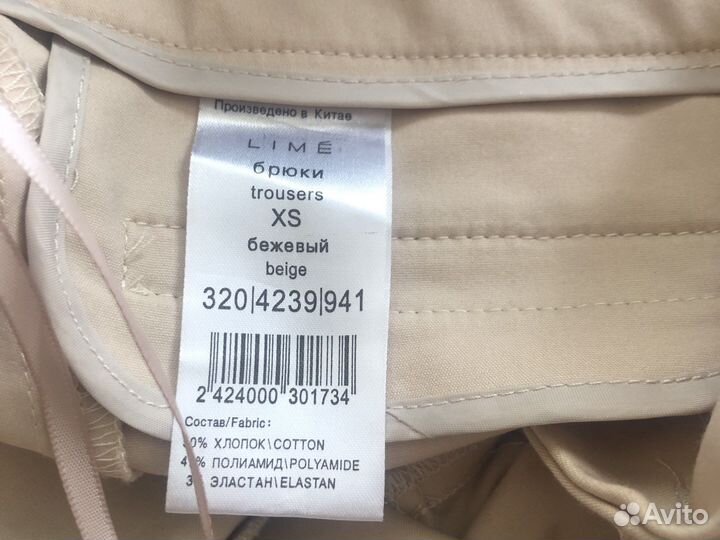 Произведено в Китае
LIMÉ
брюки
trousers
XS
бежевый
beige
320|4239|941
2 424000 301734
Состав/Fabric:
ХЛОПОК\COTTON
ПОЛИАМИД\POLYAMIDE
ЭЛАСТАН\ELASTAN
Avito